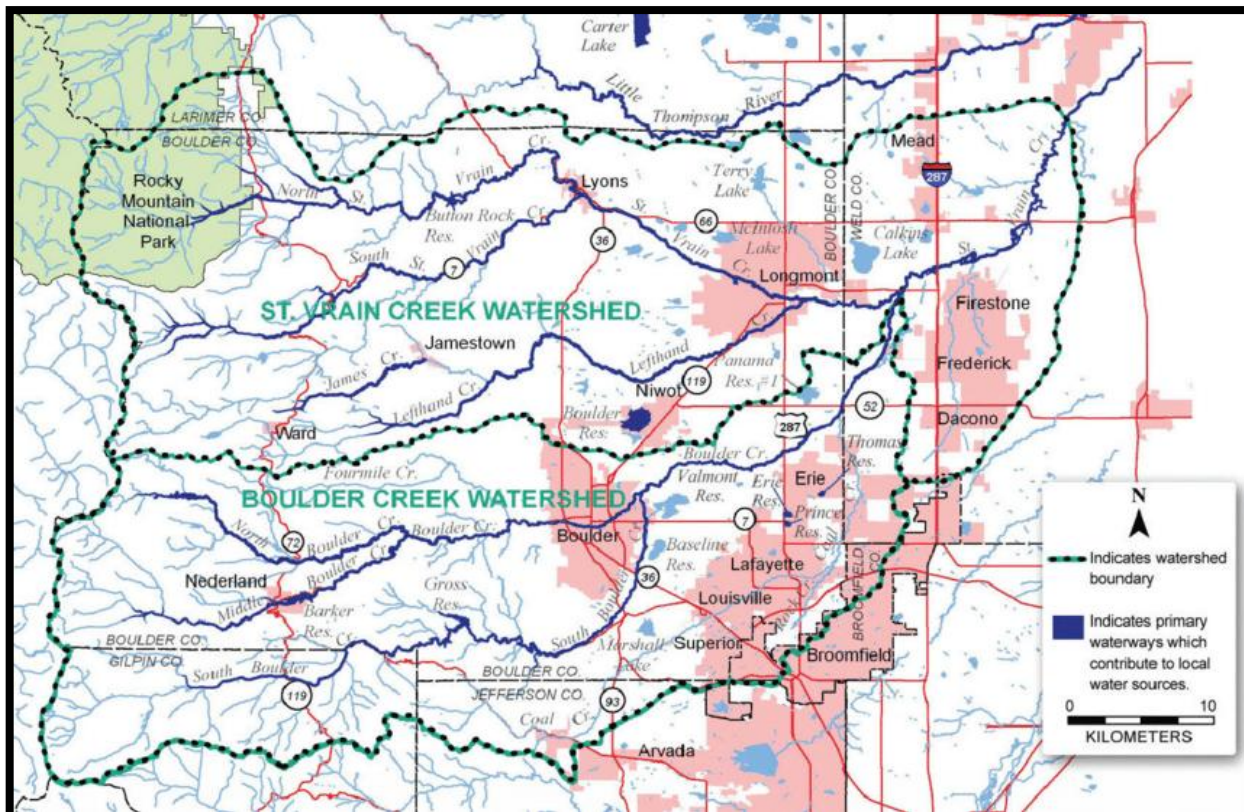 Carter
Lake
Little
Thompson
River
LARIMER CO.
BOULDER CO.
Mead
287
Rocky
Mountain
National
Park
North
St.
Vrain
Cr.
Lyons
Button Rock
Res.
Terry
Lake
St.
66
BOULDER CO.
WELD CO.
Cr.
Vrain
St.
South
St.
Vrain
Cr.
7
36
Vrain
Cr.
McIntosh
Lake
Calkins
Lake
Longmont
ST. VRAIN CREEK WATERSHED
Firestone
Jamestown
James
Cr.
Lefthand
Cr.
Lefthand
Cr.
Niwot
119
Panama
Res. #1
Frederick
52
Dacono
Boulder
Res.
287
Ward
Fourmile Cr.
Boulder Cr.
Thomas
Res.
BOULDER CREEK WATERSHED
Valmont
Res.
Erie
Res.
Erie
Prince
Res.
North
Boulder
Cr.
72
Boulder Cr.
Boulder
7
Coal
Cr.
Nederland
Middle
Boulder
Cr.
Barker
Res.
Gross
Res.
Baseline
Res.
36
Lafayette
Louisville
Rock Cr.
BROOMFIELD
CO.
South
Boulder
Cr.
Marshall
Lake
Superior
Broomfield
BOULDER CO.
GILPIN CO.
South
Boulder
Cr.
119
BOULDER CO.
JEFFERSON CO.
93
Coal
Cr.
Arvada
N
Indicates watershed
boundary
Indicates primary
waterways which
contribute to local
water sources.
0 10
KILOMETERS